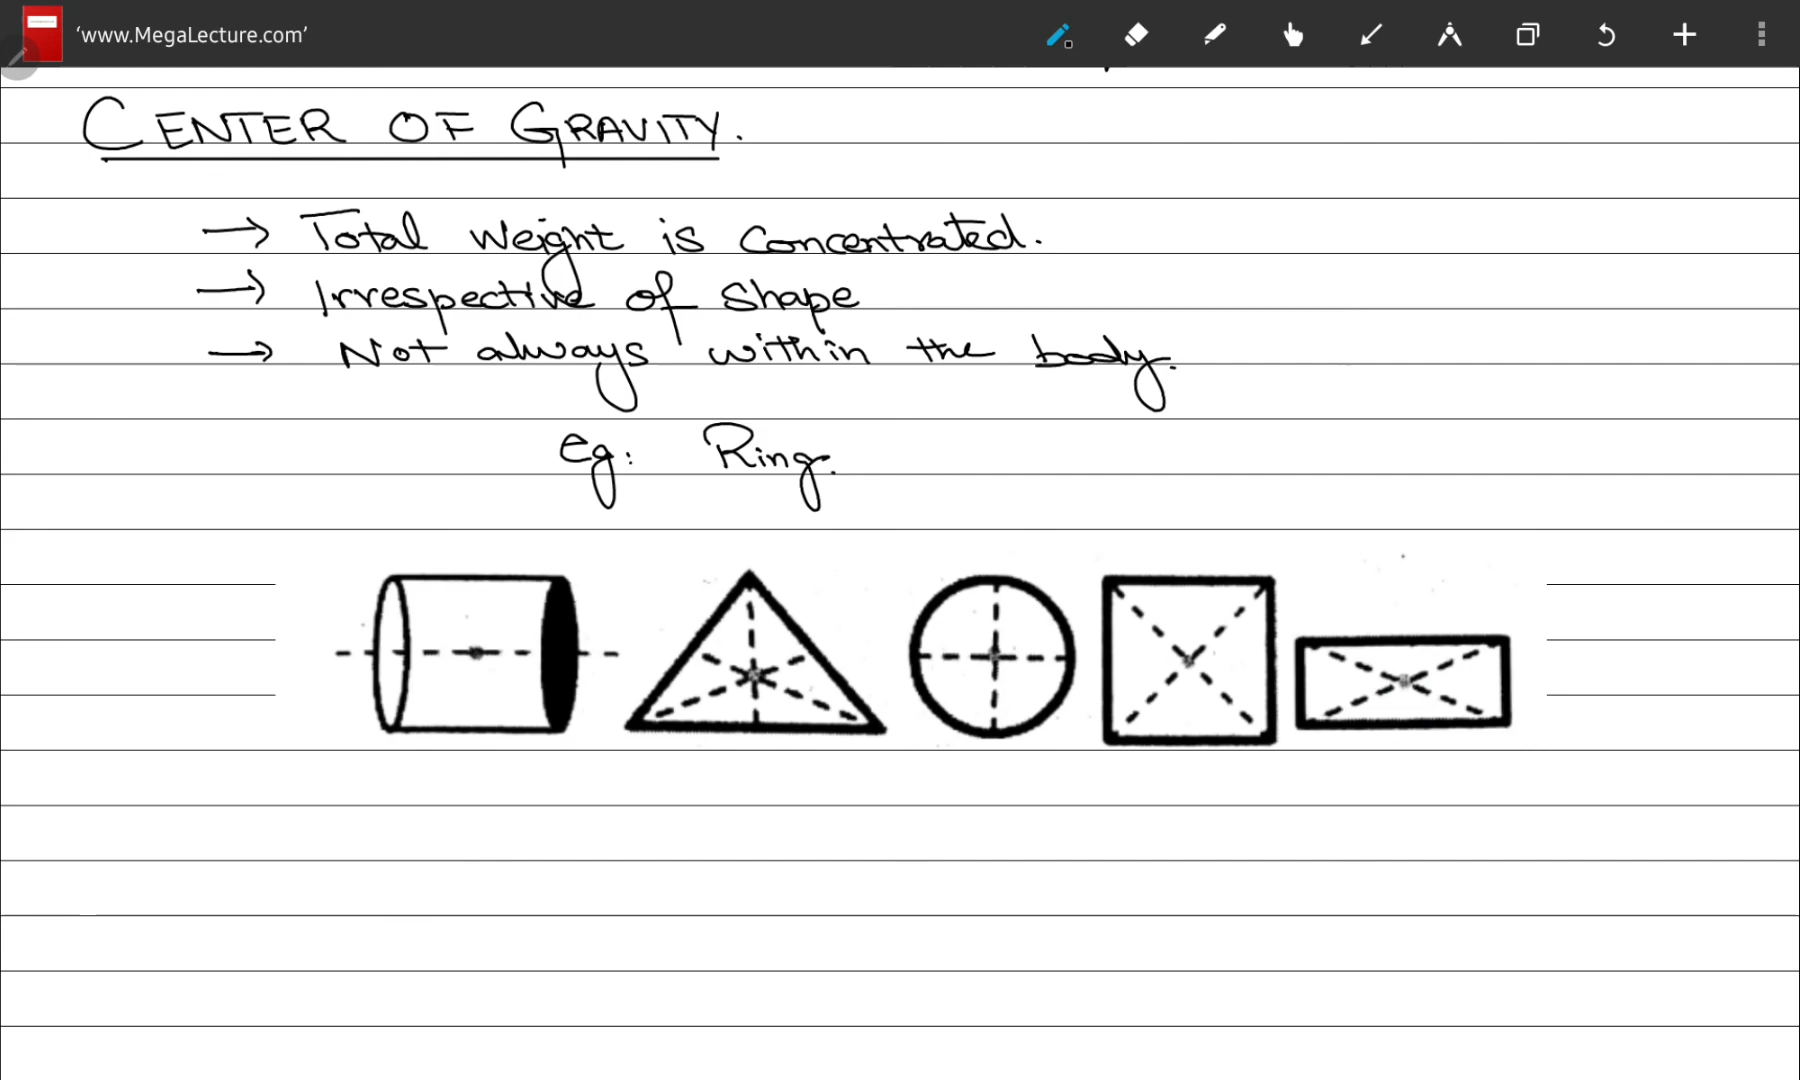 ‘www.MegaLecture.com’
CENTER OF GRAVITY.
→ Total Weight is concentrated.
→ Irrespective of shape
→ Not always within the body.
eg: Ring.